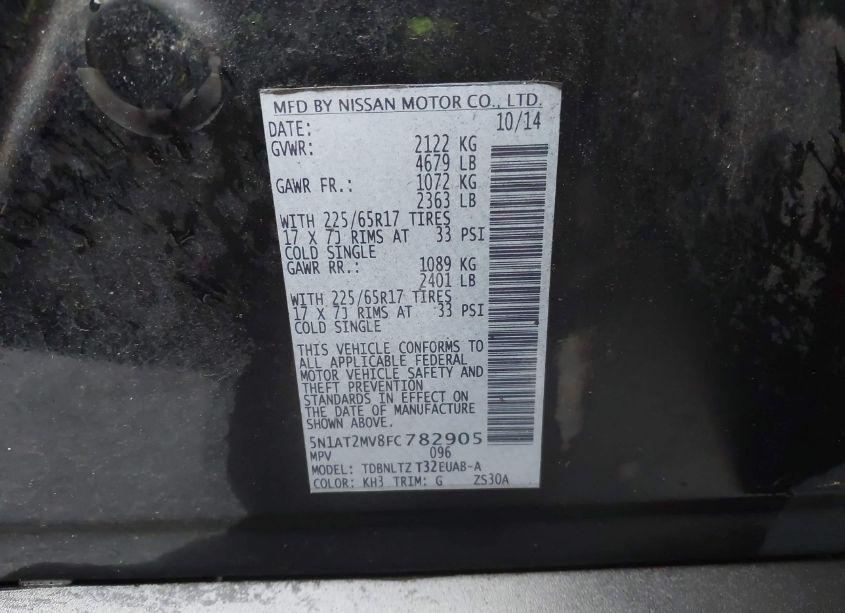 MFD BY NISSAN MOTOR CO., LTD.
DATE: 10/14
GVWR: 2122 KG
4679 LB
GAWR FR.: 1072 KG
2363 LB
WITH 225/65R17 TIRES
17 X 7J RIMS AT 33 PSI
COLD SINGLE
GAWR RR.: 1089 KG
2401 LB
WITH 225/65R17 TIRES
17 X 7J RIMS AT 33 PSI
COLD SINGLE
THIS VEHICLE CONFORMS TO
ALL APPLICABLE FEDERAL
MOTOR VEHICLE SAFETY AND
THEFT PREVENTION
STANDARDS IN EFFECT ON
THE DATE OF MANUFACTURE
SHOWN ABOVE.
5N1AT2MV8FC782905
MPV 096
MODEL: TDBNLTZ T32EUAB-A
COLOR: KH3 TRIM: G ZS30A